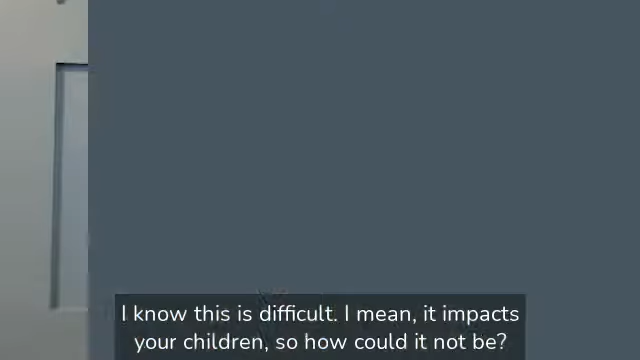 I know this is difficult. I mean, it impacts
your children, so how could it not be?